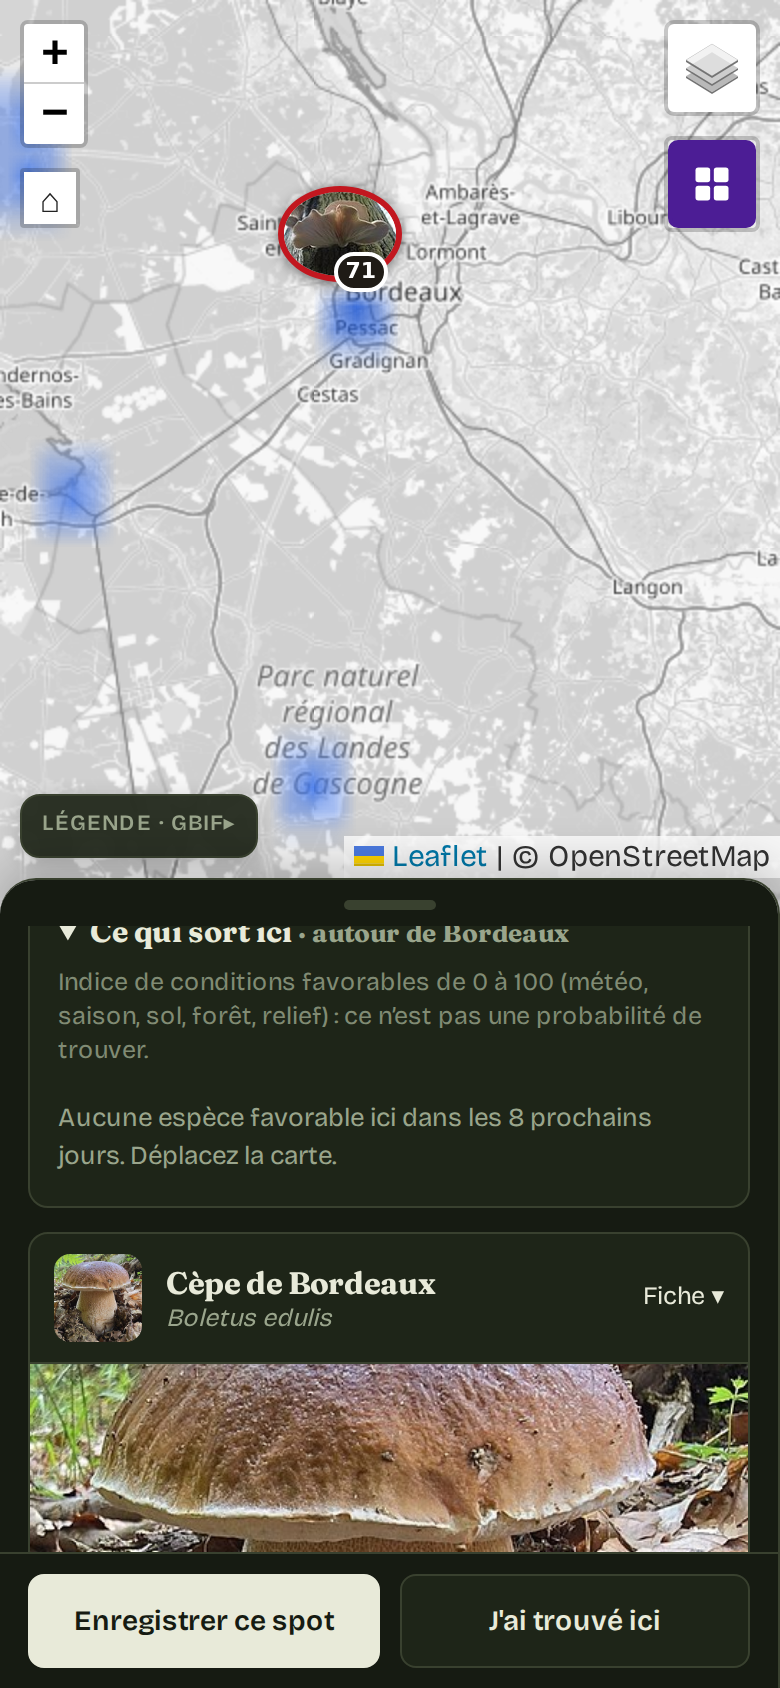 +
Ambarès-
et-Lagrave
−
Saint
Lormont
71
Bordeaux
Pessac
Gradignan
Cestas
ndernos-
es-Bains
e-de-
h
Cast
Ba
Libour
La
Langon
Parc naturel
régional
des Landes
de Gascogne
LÉGENDE · GBIF▸
Leaflet | © OpenStreetMap
▼ Ce qui sort ici · autour de Bordeaux
Indice de conditions favorables de 0 à 100 (météo,
saison, sol, forêt, relief) : ce n'est pas une probabilité de
trouver.
Aucune espèce favorable ici dans les 8 prochains
jours. Déplacez la carte.
Cèpe de Bordeaux
Boletus edulis
Fiche ▾
Enregistrer ce spot
J'ai trouvé ici